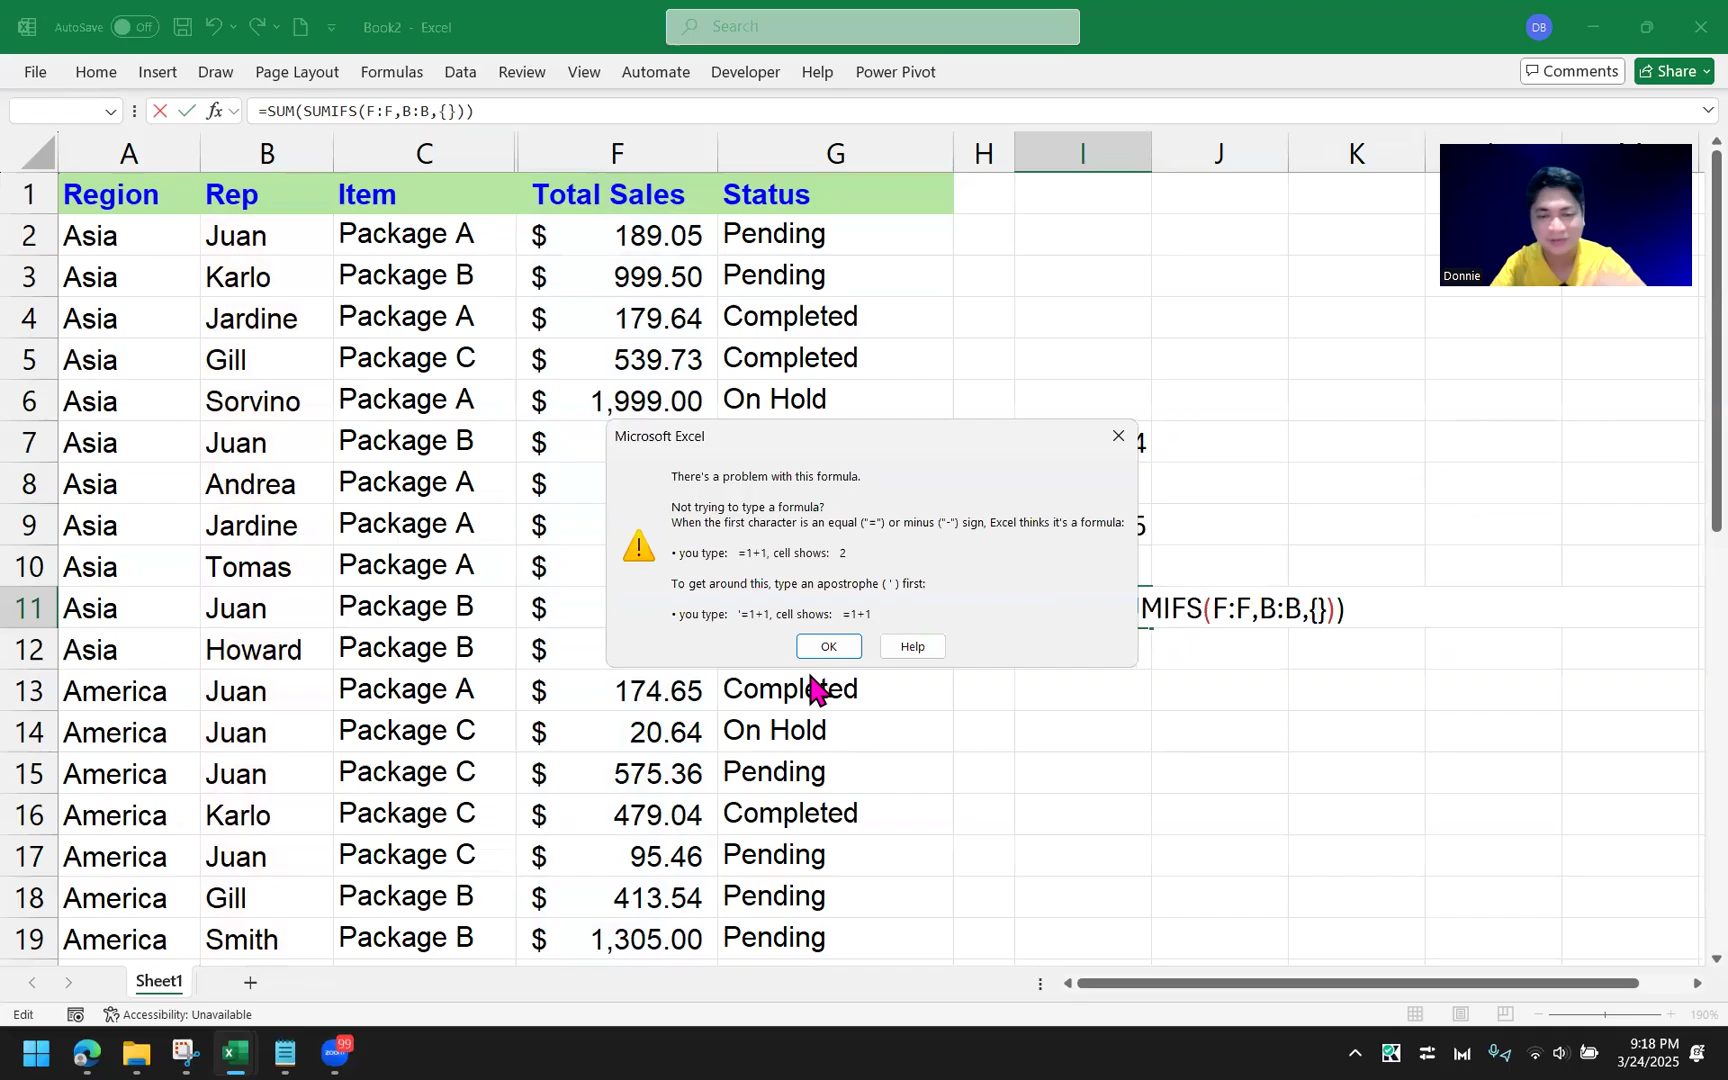 AutoSave Off Book2 - Excel Search DB
File Home Insert Draw Page Layout Formulas Data Review View Automate Developer Help Power Pivot Comments Share
fx =SUM(SUMIFS(F:F,B:B,{}))
A B C F G H I J K
1 Region Rep Item Total Sales Status
2 Asia Juan Package A $ 189.05 Pending
3 Asia Karlo Package B $ 999.50 Pending
Donnie
4 Asia Jardine Package A $ 179.64 Completed
5 Asia Gill Package C $ 539.73 Completed
6 Asia Sorvino Package A $ 1,999.00 On Hold
Microsoft Excel
7 Asia Juan Package B $ 4
There's a problem with this formula.
8 Asia Andrea Package A $
Not trying to type a formula?
When the first character is an equal ("=") or minus ("-") sign, Excel thinks it's a formula:
9 Asia Jardine Package A $ 5
• you type: =1+1, cell shows: 2
10 Asia Tomas Package A $
To get around this, type an apostrophe ( ' ) first:
11 Asia Juan Package B $ UMIFS(F:F,B:B,{}))
• you type: '=1+1, cell shows: =1+1
12 Asia Howard Package B $
OK Help
13 America Juan Package A $ 174.65 Completed
14 America Juan Package C $ 20.64 On Hold
15 America Juan Package C $ 575.36 Pending
16 America Karlo Package C $ 479.04 Completed
17 America Juan Package C $ 95.46 Pending
18 America Gill Package B $ 413.54 Pending
19 America Smith Package B $ 1,305.00 Pending
Sheet1
Edit Accessibility: Unavailable 190%
99
zoom
9:18 PM
3/24/2025